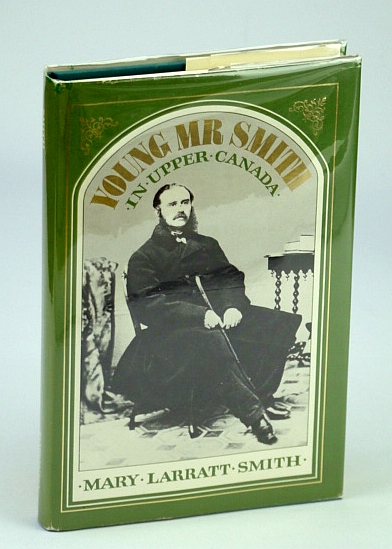 YOUNG MR SMITH
·IN·UPPER·CANADA·
·MARY·LARRATT·SMITH·